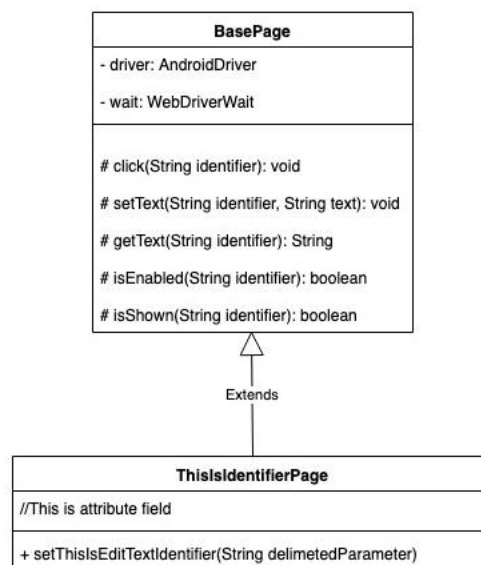 BasePage
- driver: AndroidDriver
- wait: WebDriverWait
# click(String identifier): void
# setText(String identifier, String text): void
# getText(String identifier): String
# isEnabled(String identifier): boolean
# isShown(String identifier): boolean
Extends
ThisIsIdentifierPage
//This is attribute field
+ setThisIsEditTextIdentifier(String delimetedParameter)